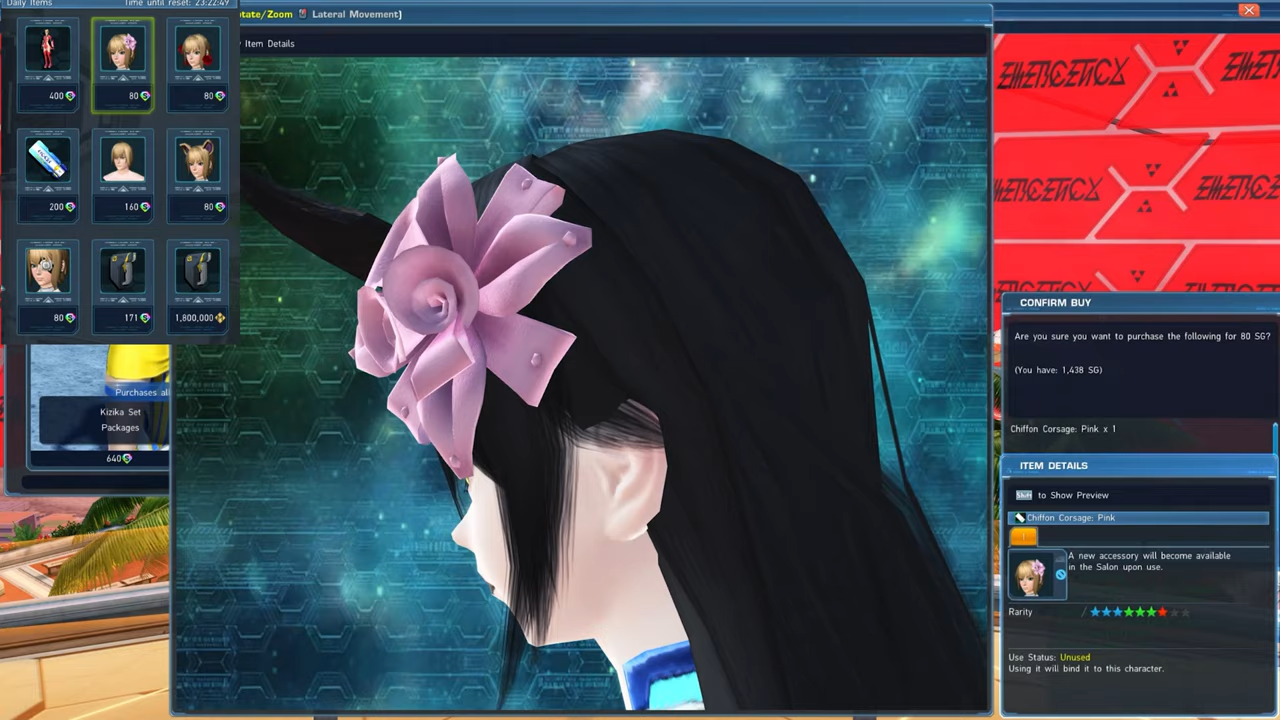 Daily Items
Time until reset: 23:22:49
tate/Zoom
Lateral Movement]
Item Details
400
80
80
200
160
80
80
171
1,800,000
Purchases all
Kizika Set
Packages
640
CONFIRM BUY
Are you sure you want to purchase the following for 80 SG?
(You have: 1,438 SG)
Chiffon Corsage: Pink x 1
ITEM DETAILS
Shift to Show Preview
Chiffon Corsage: Pink
A new accessory will become available
in the Salon upon use.
Rarity
Use Status: Unused
Using it will bind it to this character.